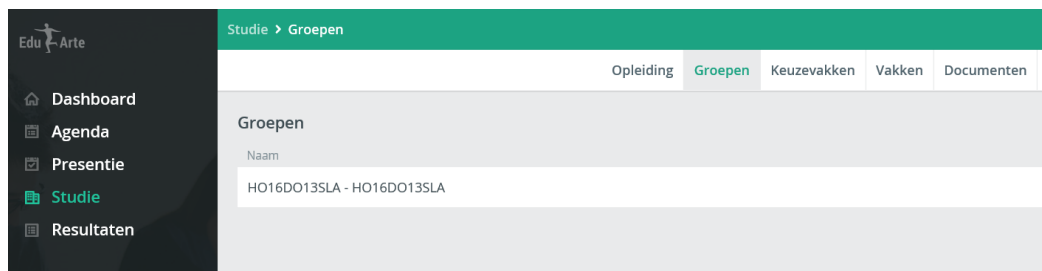 Edu Arte
Dashboard
Agenda
Presentie
Studie
Resultaten
Studie > Groepen
Opleiding Groepen Keuzevakken Vakken Documenten
Groepen
Naam
HO16DO13SLA - HO16DO13SLA